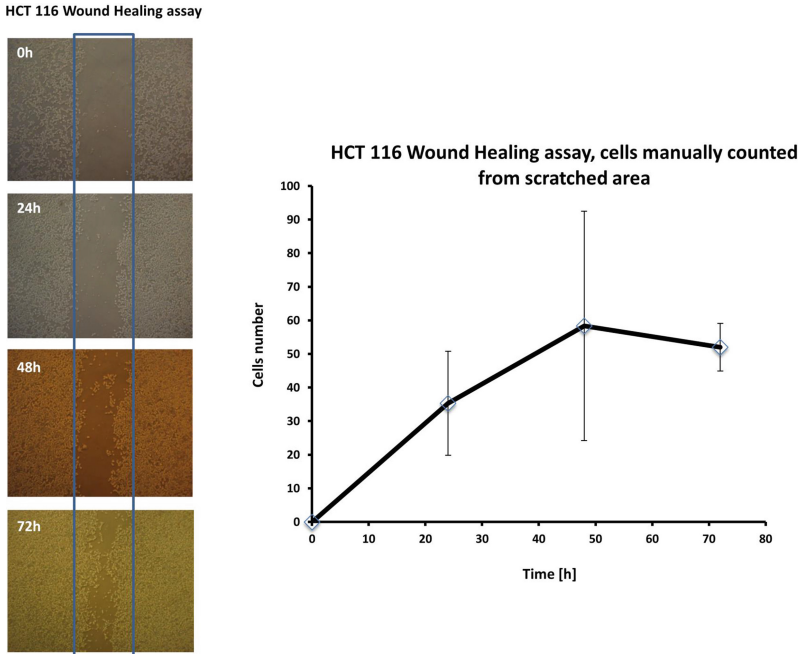 HCT 116 Wound Healing assay
0h
24h
48h
72h
HCT 116 Wound Healing assay, cells manually counted
from scratched area
100
90
80
70
60
50
40
30
20
10
0
Cells number
0 10 20 30 40 50 60 70 80
Time [h]